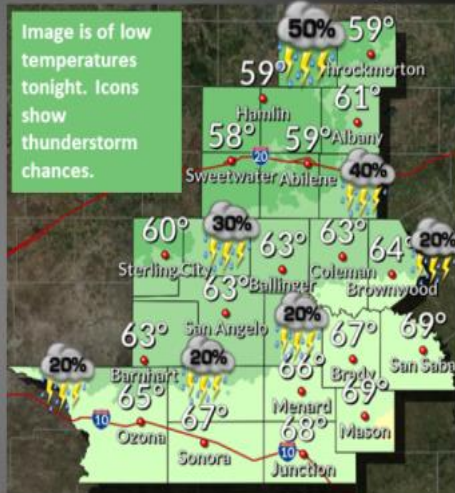 Image is of low
temperatures
tonight. Icons
show
thunderstorm
chances.
50%
59°
Throckmorton
59°
Hamlin
61°
Albany
58°
Sweetwater
20
59°
Abilene
40%
60°
Sterling City
30%
63°
Ballinger
63°
Coleman
64°
Brownwood
20%
63°
San Angelo
20%
67°
Brady
69°
San Saba
63°
Barnhart
20%
20%
66°
Menard
69°
Mason
65°
Ozona
10
67°
Sonora
68°
10
Junction